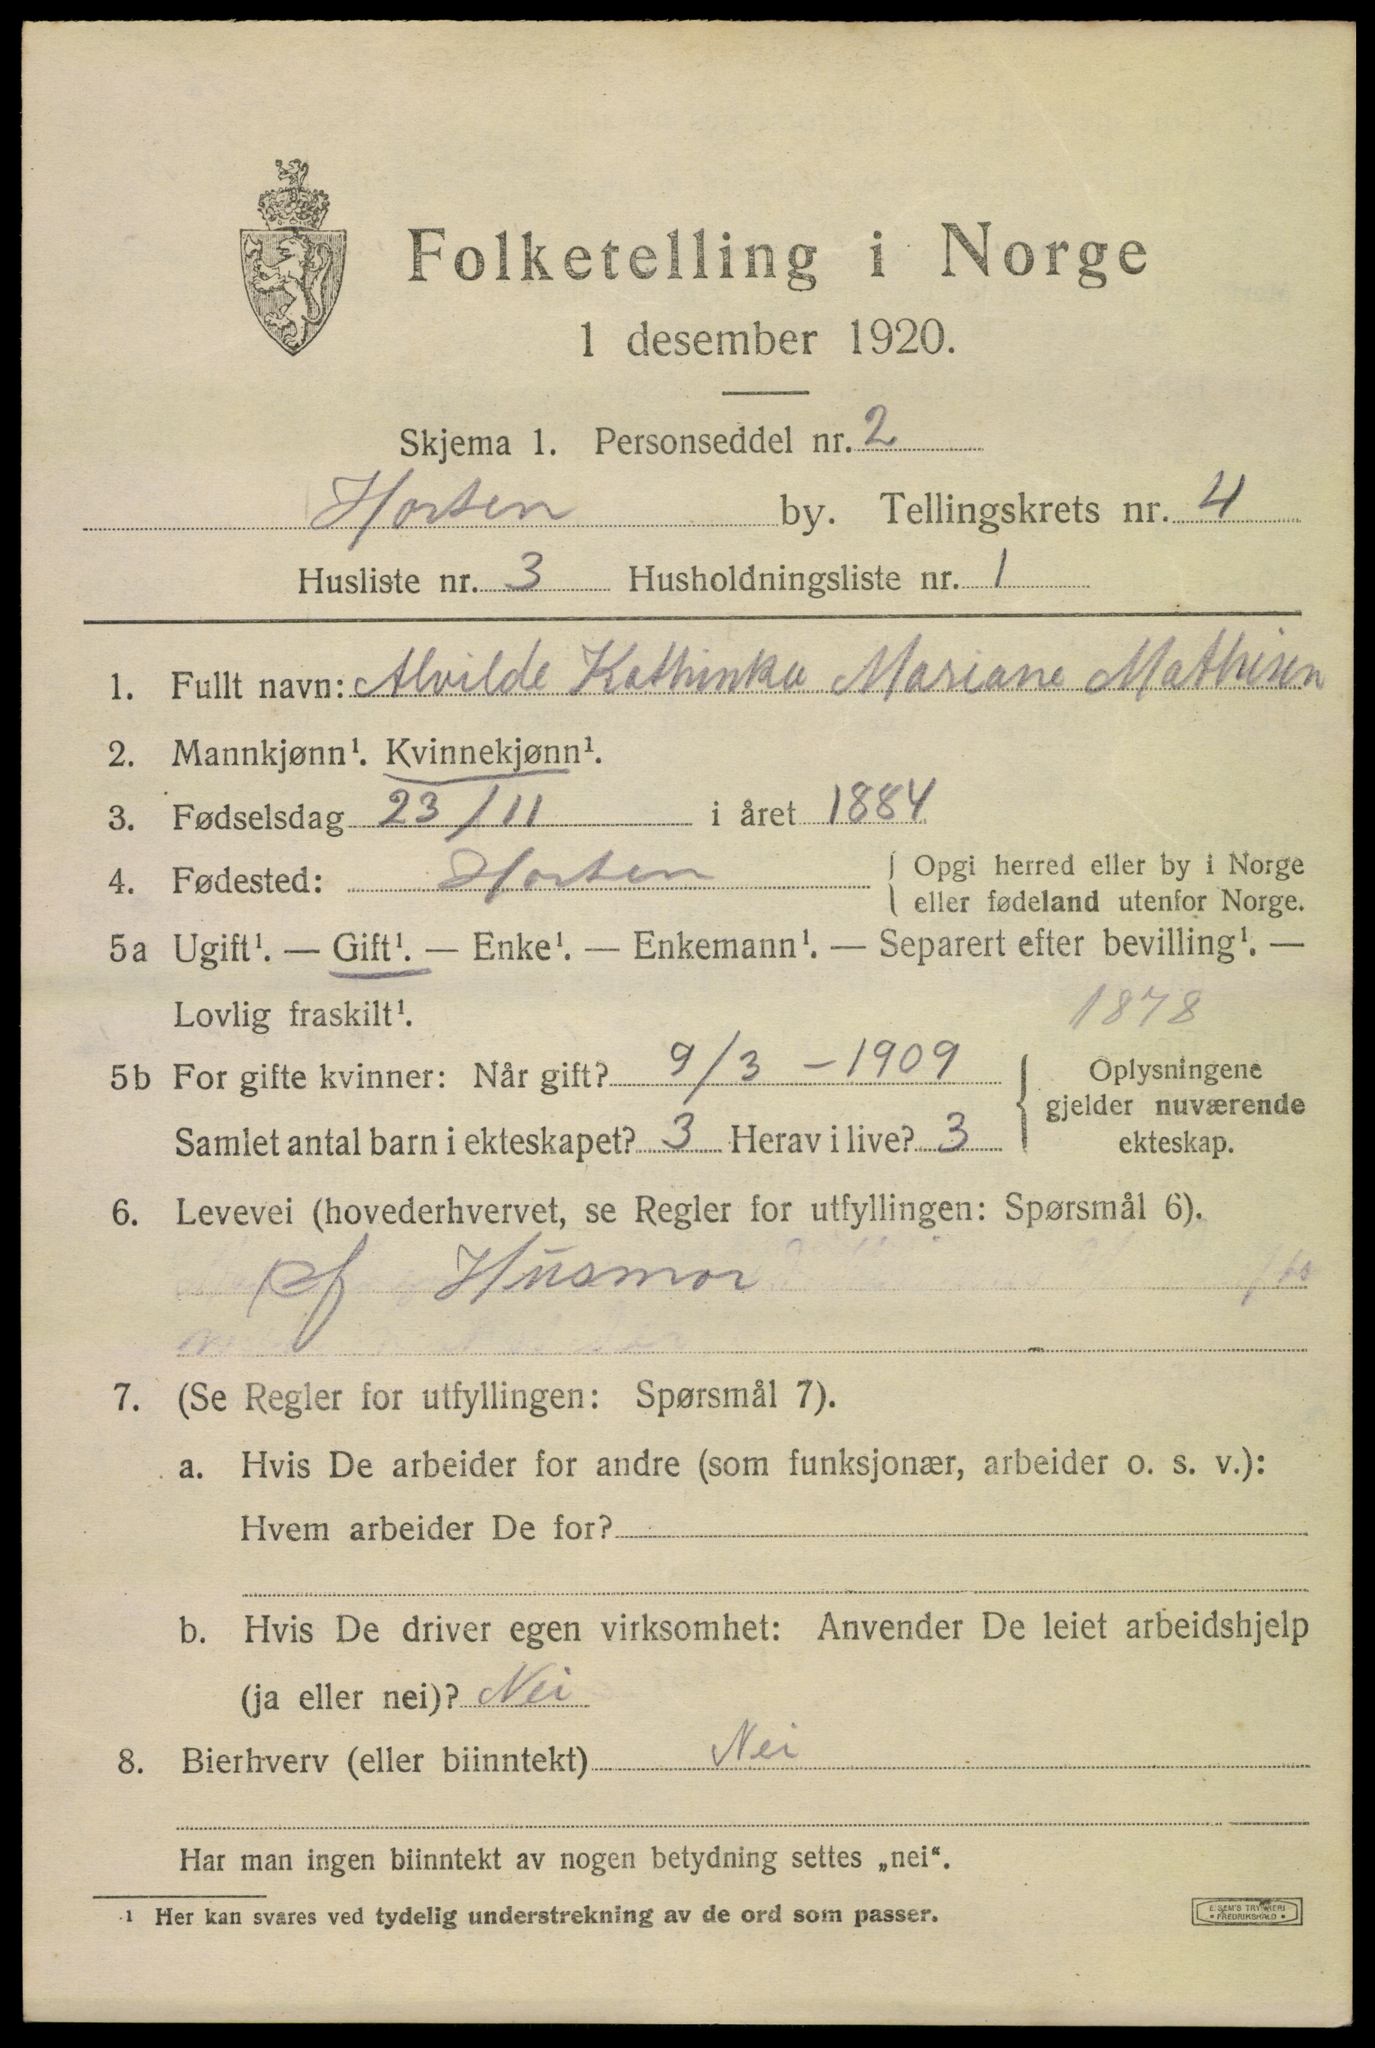 Folketelling i Norge
1 desember 1920.
Skjema 1. Personseddel nr. 2
Horten by. Tellingskrets nr. 4
Husliste nr. 3 Husholdningsliste nr. 1
1. Fullt navn: Alvilde Kathinka Mariane Mathisen
2. Mannkjønn¹. Kvinnekjønn¹.
3. Fødselsdag 23/11 i året 1884
4. Fødested: Horten { Opgi herred eller by i Norge
eller fødeland utenfor Norge.
5a Ugift¹. — Gift¹. — Enke¹. — Enkemann¹. — Separert efter bevilling¹. —
Lovlig fraskilt¹. 1878
5b For gifte kvinner: Når gift? 9/3 - 1909
Samlet antal barn i ekteskapet? 3 Herav i live? 3
{ Oplysningene
gjelder nuværende
ekteskap.
6. Levevei (hovederhvervet, se Regler for utfyllingen: Spørsmål 6).
Husmor
7. (Se Regler for utfyllingen: Spørsmål 7).
a. Hvis De arbeider for andre (som funksjonær, arbeider o. s. v.):
Hvem arbeider De for?
b. Hvis De driver egen virksomhet: Anvender De leiet arbeidshjelp
(ja eller nei)? Nei
8. Bierhverv (eller biinntekt) Nei
Har man ingen biinntekt av nogen betydning settes „nei“.
¹ Her kan svares ved tydelig understrekning av de ord som passer.
FREDRIKSHALD